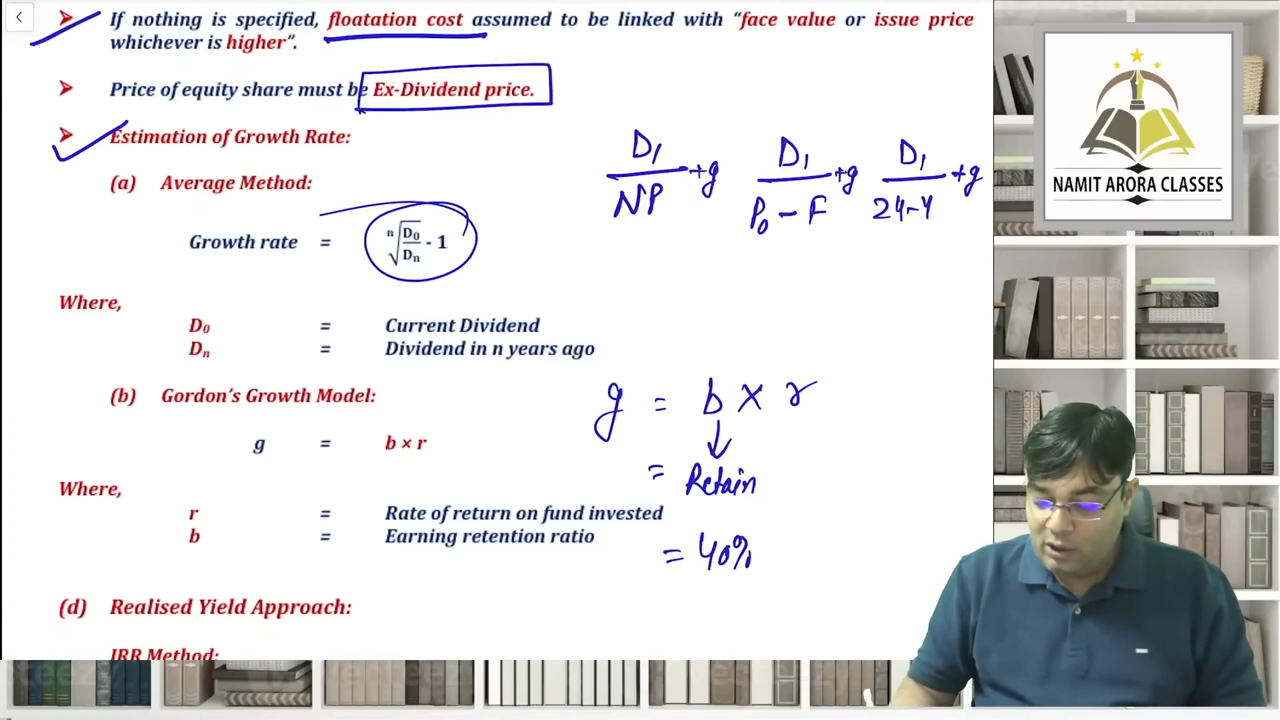 ➢ If nothing is specified, floatation cost assumed to be linked with “face value or issue price
whichever is higher”.
➢ Price of equity share must be Ex-Dividend price.
➢ Estimation of Growth Rate:
(a) Average Method:
Growth rate = ⁿ√(D₀/Dₙ) - 1
Where,
D₀ = Current Dividend
Dₙ = Dividend in n years ago
(b) Gordon’s Growth Model:
g = b × r
Where,
r = Rate of return on fund invested
b = Earning retention ratio
(d) Realised Yield Approach:
IRR Method:
D₁/NP +g D₁/P₀ – F +g D₁/24-4 +g
g = b × r
↓
= Retain
= 40%
NAMIT ARORA CLASSES